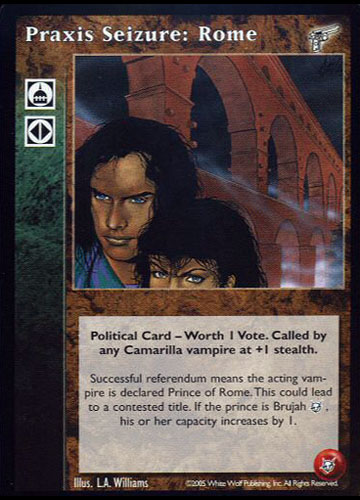 Praxis Seizure: Rome
Political Card – Worth 1 Vote. Called by
any Camarilla vampire at +1 stealth.
Successful referendum means the acting vam-
pire is declared Prince of Rome. This could lead
to a contested title. If the prince is Brujah ,
his or her capacity increases by 1.
Illus. L.A. Williams
©2005 White Wolf Publishing, Inc. All Rights Reserved.